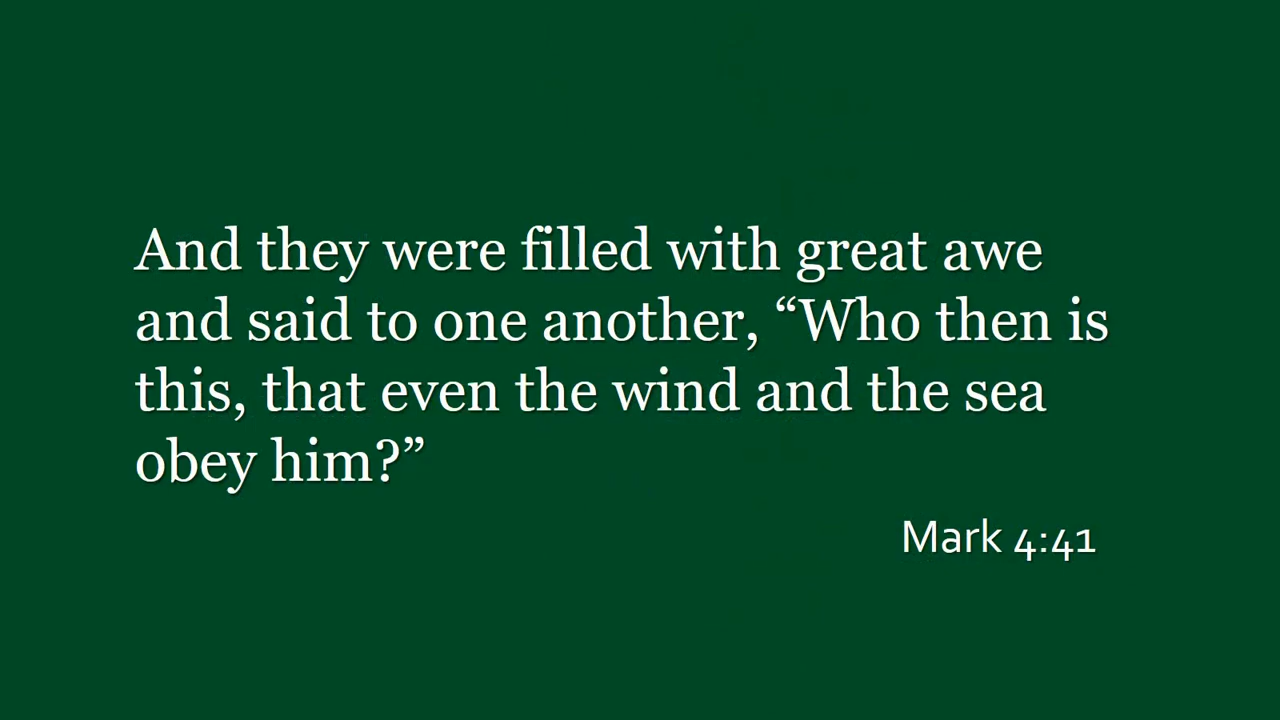 And they were filled with great awe
and said to one another, “Who then is
this, that even the wind and the sea
obey him?”
Mark 4:41